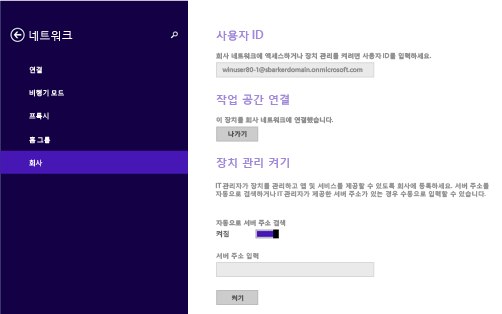 네트워크
연결
비행기 모드
프록시
홈 그룹
회사
사용자 ID
회사 네트워크에 액세스하거나 장치 관리를 켜려면 사용자 ID를 입력하세요.
winuser80-1@sbarkerdomain.onmicrosoft.com
작업 공간 연결
이 장치를 회사 네트워크에 연결했습니다.
나가기
장치 관리 켜기
IT 관리자가 장치를 관리하고 앱 및 서비스를 제공할 수 있도록 회사에 등록하세요. 서버 주소를
자동으로 검색하거나 IT 관리자가 제공한 서버 주소가 있는 경우 수동으로 입력할 수 있습니다.
자동으로 서버 주소 검색
켜짐
서버 주소 입력
켜기